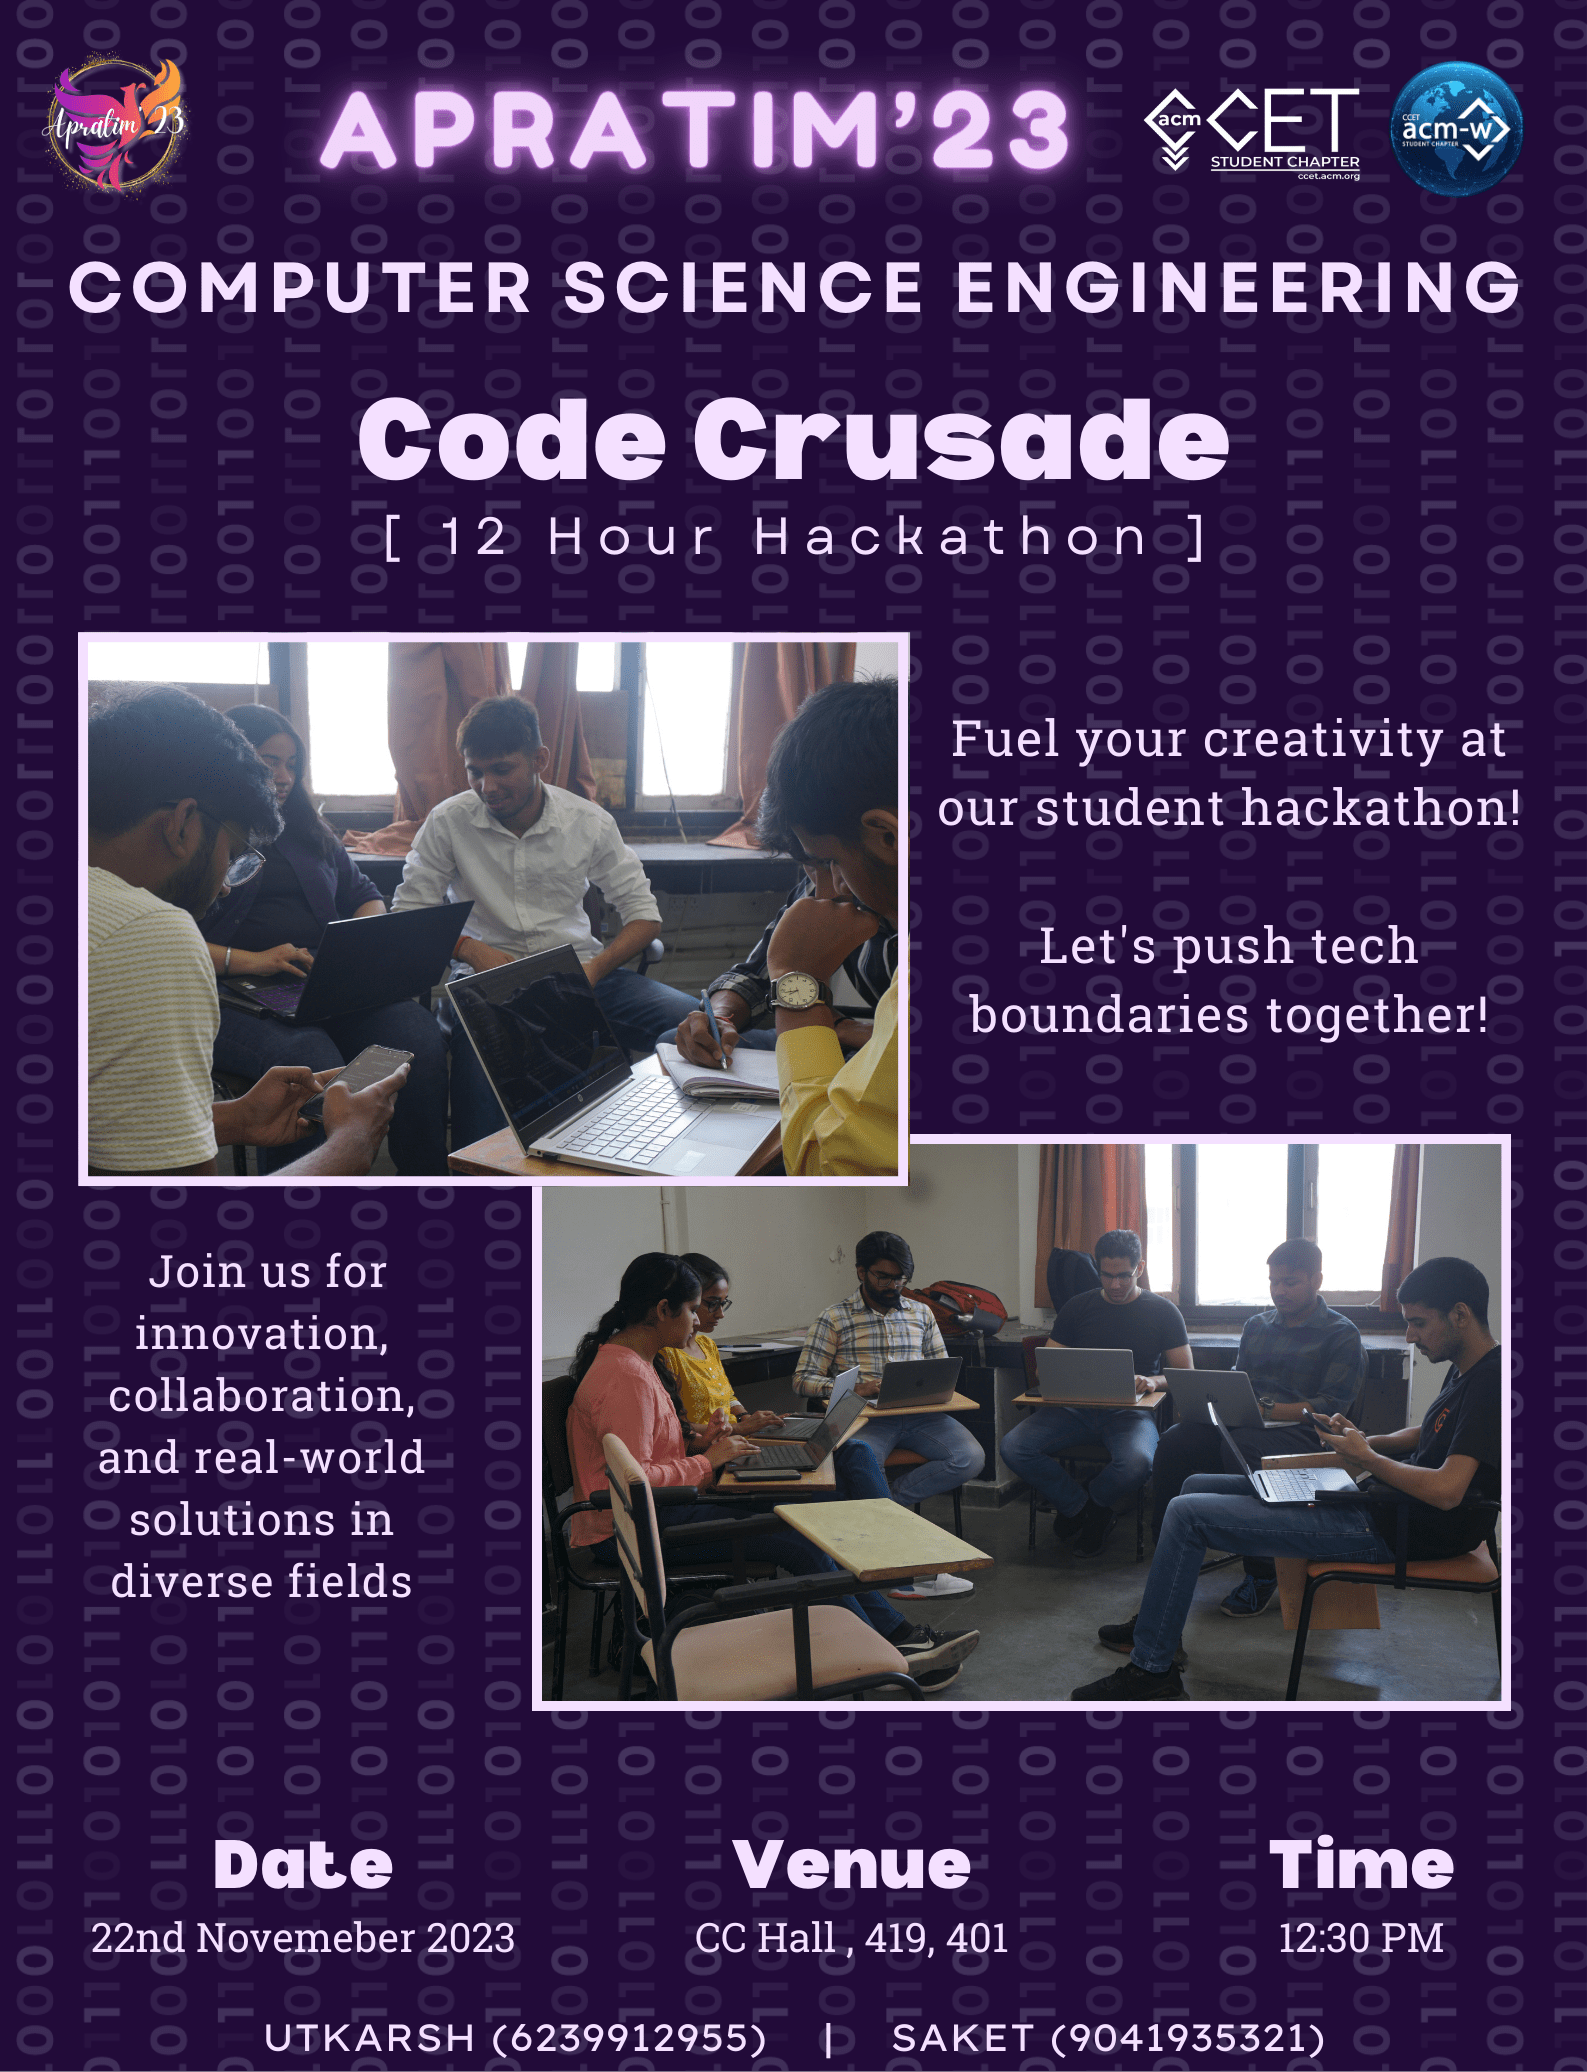 Apratim'23
APRATIM'23
acm CCET
STUDENT CHAPTER
ccet.acm.org
CCET
acm-w
STUDENT CHAPTER
COMPUTER SCIENCE ENGINEERING
Code Crusade
[ 12 Hour Hackathon ]
Fuel your creativity at
our student hackathon!
Let's push tech
boundaries together!
Join us for
innovation,
collaboration,
and real-world
solutions in
diverse fields
Date
22nd Novemeber 2023
Venue
CC Hall , 419, 401
Time
12:30 PM
UTKARSH (6239912955) | SAKET (9041935321)